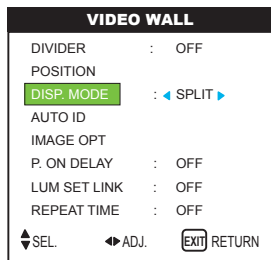 VIDEO WALL
DIVIDER : OFF
POSITION
DISP. MODE : SPLIT
AUTO ID
IMAGE OPT
P. ON DELAY : OFF
LUM SET LINK : OFF
REPEAT TIME : OFF
SEL. ADJ. EXIT RETURN